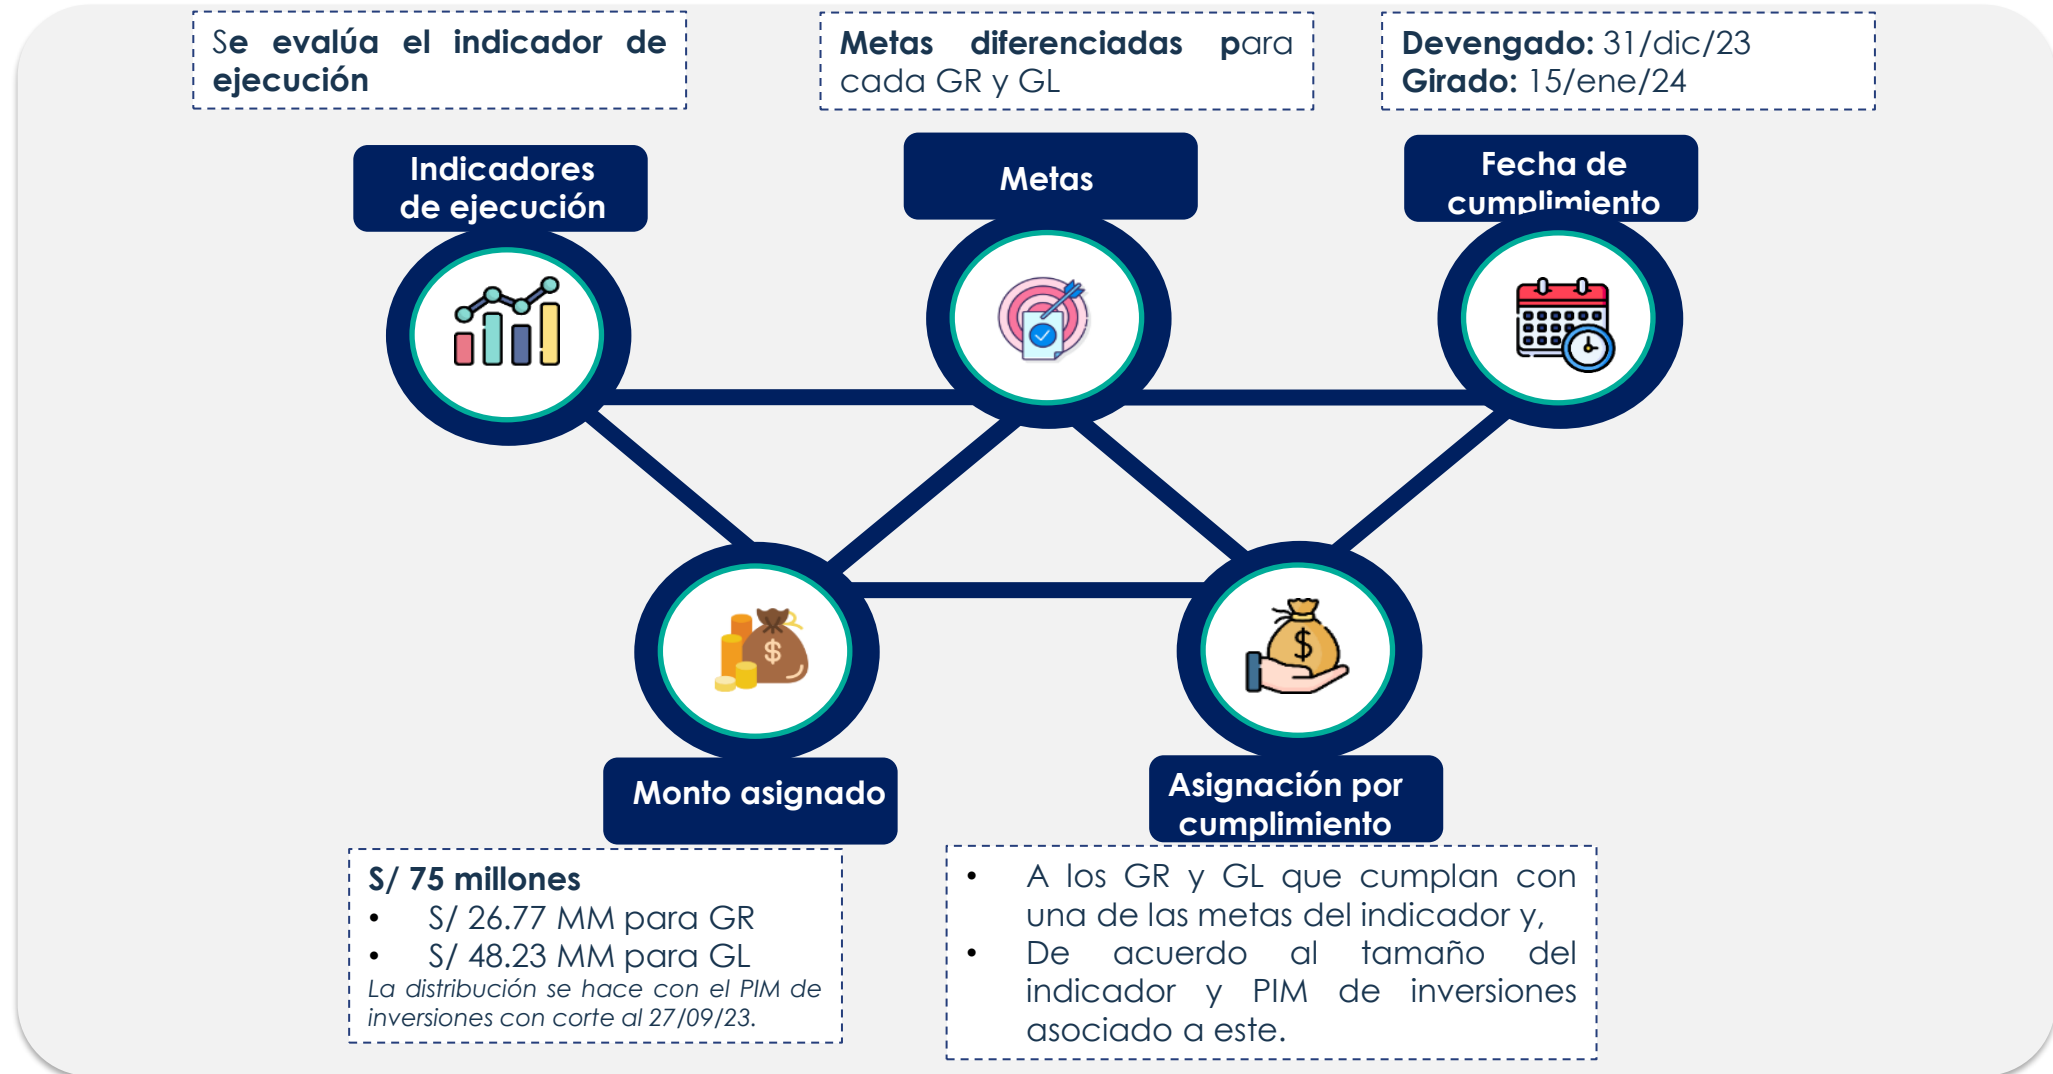 Se evalúa el indicador de
ejecución
Metas diferenciadas para
cada GR y GL
Devengado: 31/dic/23
Girado: 15/ene/24
Indicadores
de ejecución
Metas
Fecha de
cumplimiento
$
$
Monto asignado
Asignación por
cumplimiento
S/ 75 millones
• S/ 26.77 MM para GR
• S/ 48.23 MM para GL
La distribución se hace con el PIM de
inversiones con corte al 27/09/23.
• A los GR y GL que cumplan con
una de las metas del indicador y,
• De acuerdo al tamaño del
indicador y PIM de inversiones
asociado a este.